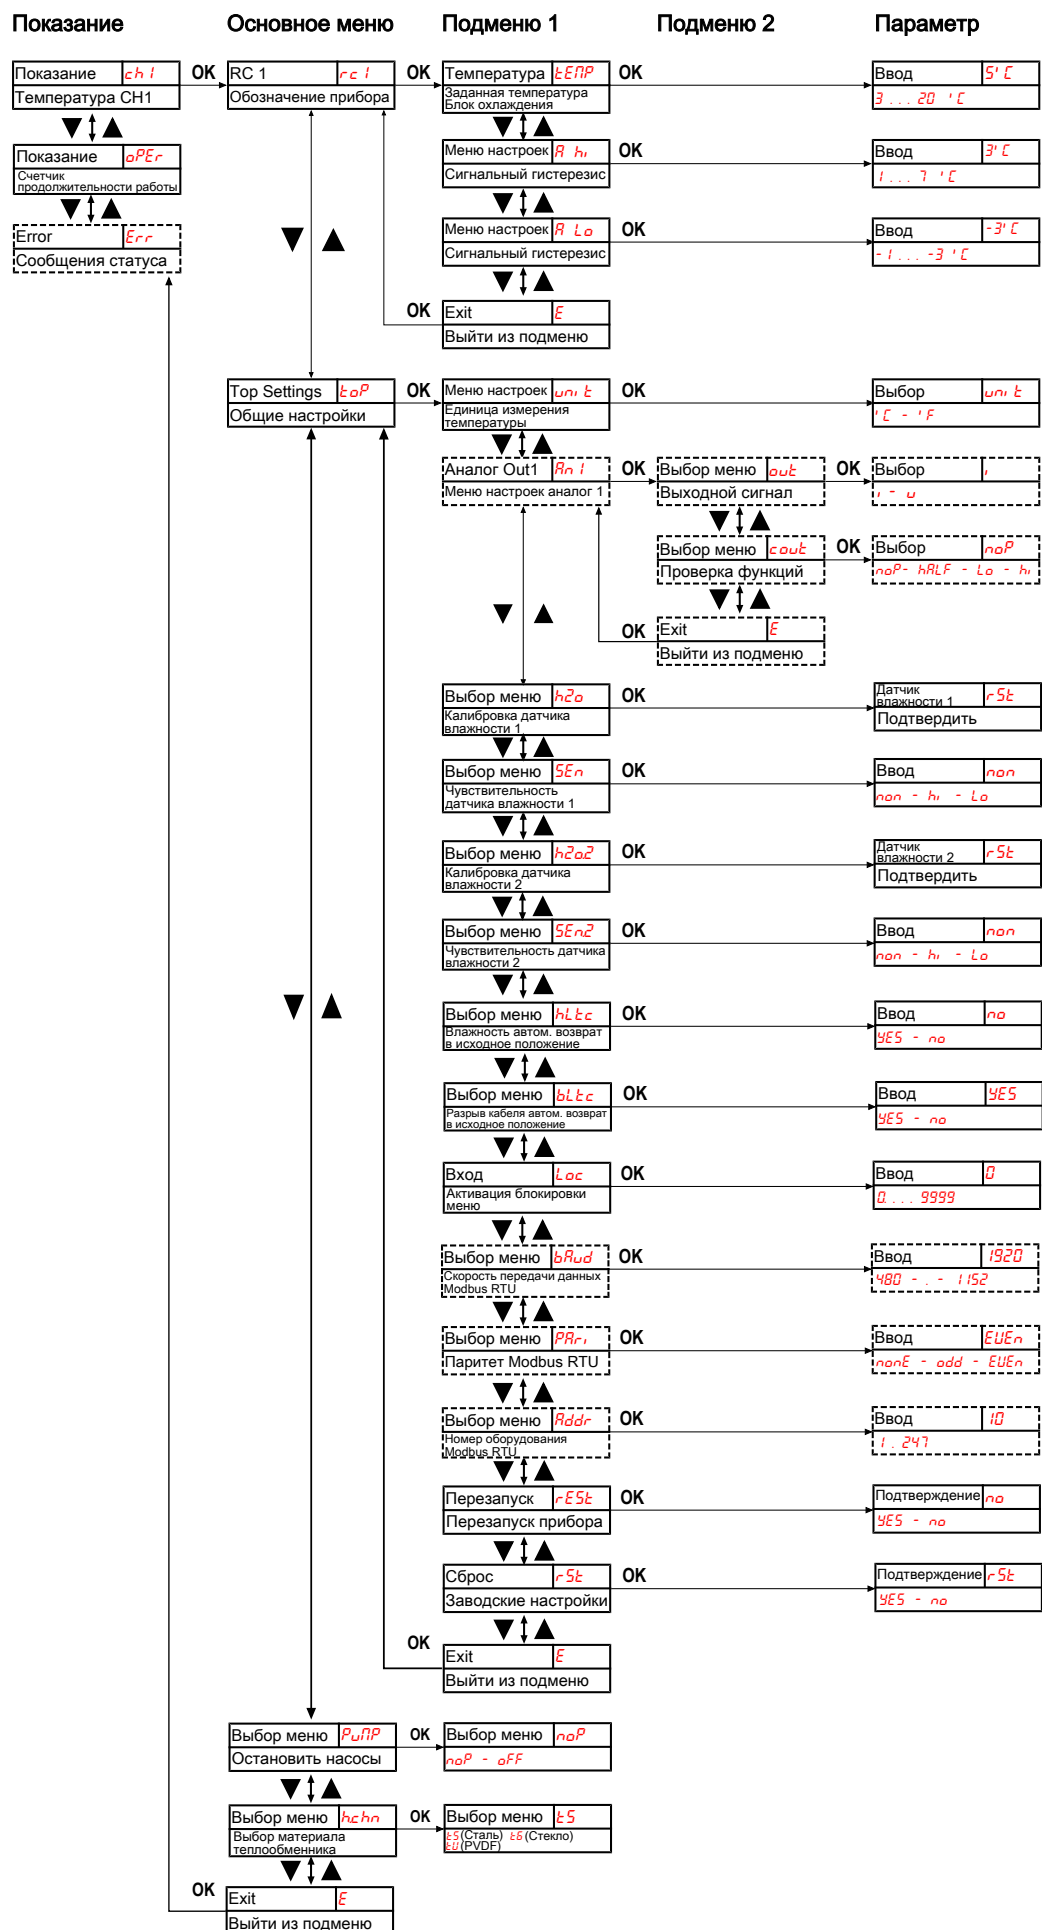 Показание Основное меню Подменю 1 Подменю 2 Параметр
Показание ch1 OK RC 1 rc1 OK Температура tEMP OK Ввод 5°C
Температура CH1 Обозначение прибора Заданная температура
Блок охлаждения 3 ... 20 °C
Показание oPEr Меню настроек A hi OK Ввод 3°C
Счетчик
продолжительности работы Сигнальный гистерезис 1 ... 7 °C
Error Err Меню настроек A Lo OK Ввод -3°C
Сообщения статуса Сигнальный гистерезис -1 ... -3 °C
OK Exit E
Выйти из подменю
Top Settings toP OK Меню настроек unit OK Выбор unit
Общие настройки Единица измерения
температуры °C - °F
Аналог Out1 An1 OK Выбор меню out OK Выбор i
Меню настроек аналог 1 Выходной сигнал i - u
Выбор меню cout OK Выбор noP
Проверка функций noP- hALF - Lo - hi
OK Exit E
Выйти из подменю
Выбор меню h2o OK Датчик
влажности 1 rSt
Калибровка датчика
влажности 1 Подтвердить
Выбор меню SEn OK Ввод non
Чувствительность
датчика влажности 1 non - hi - Lo
Выбор меню h2o.2 OK Датчик
влажности 2 rSt
Калибровка датчика
влажности 2 Подтвердить
Выбор меню SEn.2 OK Ввод non
Чувствительность датчика
влажности 2 non - hi - Lo
Выбор меню hLtc OK Ввод no
Влажность автом. возврат
в исходное положение YES - no
Выбор меню bLtc OK Ввод YES
Разрыв кабеля автом. возврат
в исходное положение YES - no
Вход Loc OK Ввод 0
Активация блокировки
меню 0.... 9999
Выбор меню bAud OK Ввод 1920
Скорость передачи данных
Modbus RTU 480 - . - 1152
Выбор меню PAri OK Ввод EUEn
Паритет Modbus RTU nonE - odd - EUEn
Выбор меню Addr OK Ввод 10
Номер оборудования
Modbus RTU 1 . 247
Перезапуск rESt OK Подтверждение no
Перезапуск прибора YES - no
Сброс rSt OK Подтверждение rSt
Заводские настройки YES - no
OK Exit E
Выйти из подменю
Выбор меню PuMP OK Выбор меню noP
Остановить насосы noP - oFF
Выбор меню h.chn OK Выбор меню tS
Выбор материала
теплообменника tS(Сталь) tG(Стекло)
tU(PVDF)
OK Exit E
Выйти из подменю